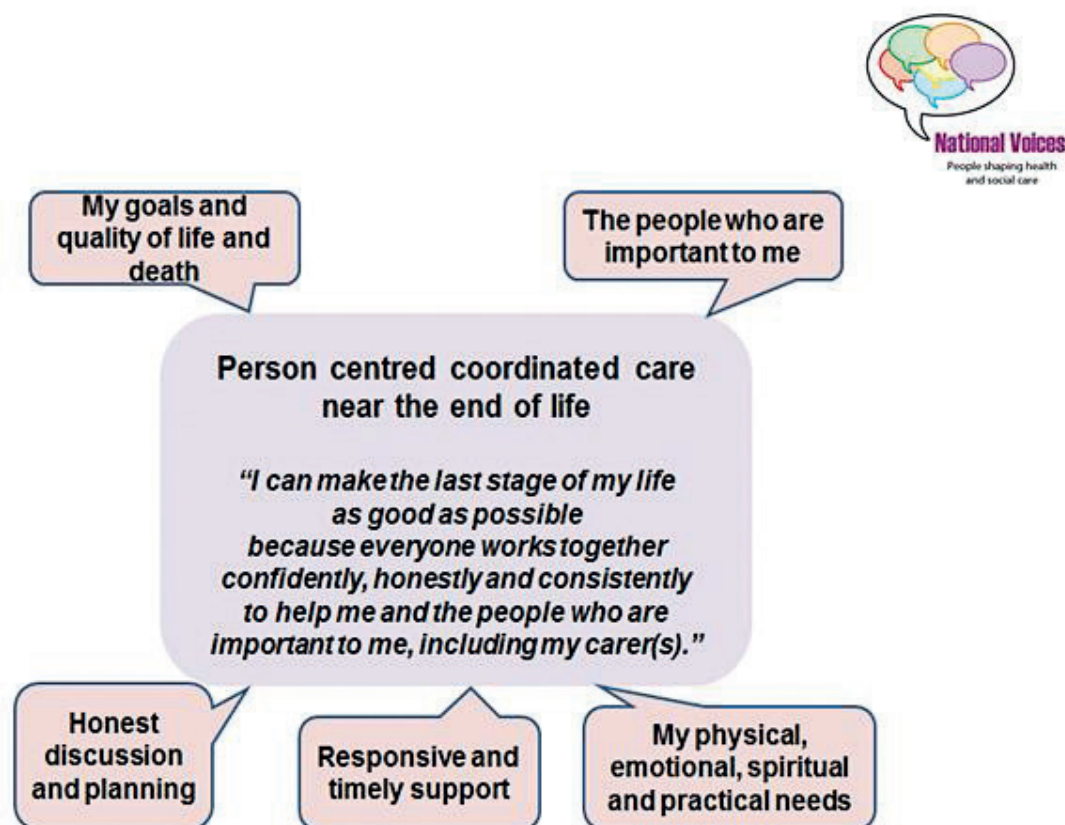 National Voices
People shaping health
and social care
My goals and
quality of life and
death
The people who are
important to me
Person centred coordinated care
near the end of life
“I can make the last stage of my life
as good as possible
because everyone works together
confidently, honestly and consistently
to help me and the people who are
important to me, including my carer(s).”
Honest
discussion
and planning
Responsive and
timely support
My physical,
emotional, spiritual
and practical needs